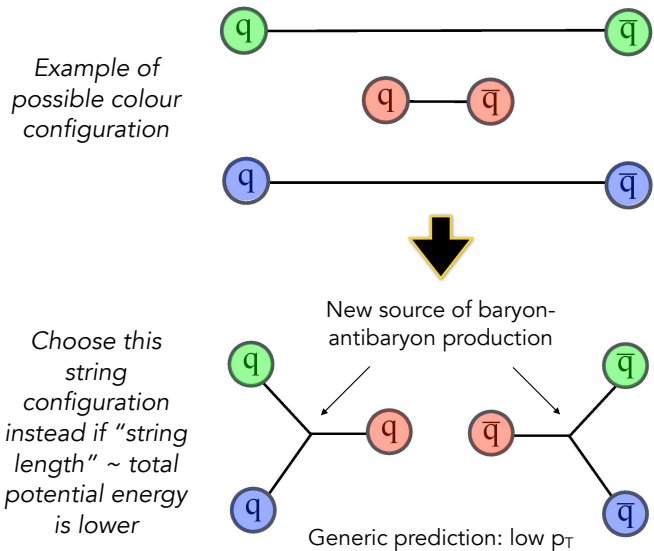 q q̅
Example of
possible colour
configuration
q q̅
q q̅
New source of baryon-
antibaryon production
Choose this
string
configuration
instead if “string
length” ~ total
potential energy
is lower
q q̅
q q̅
q q̅
Generic prediction: low pT